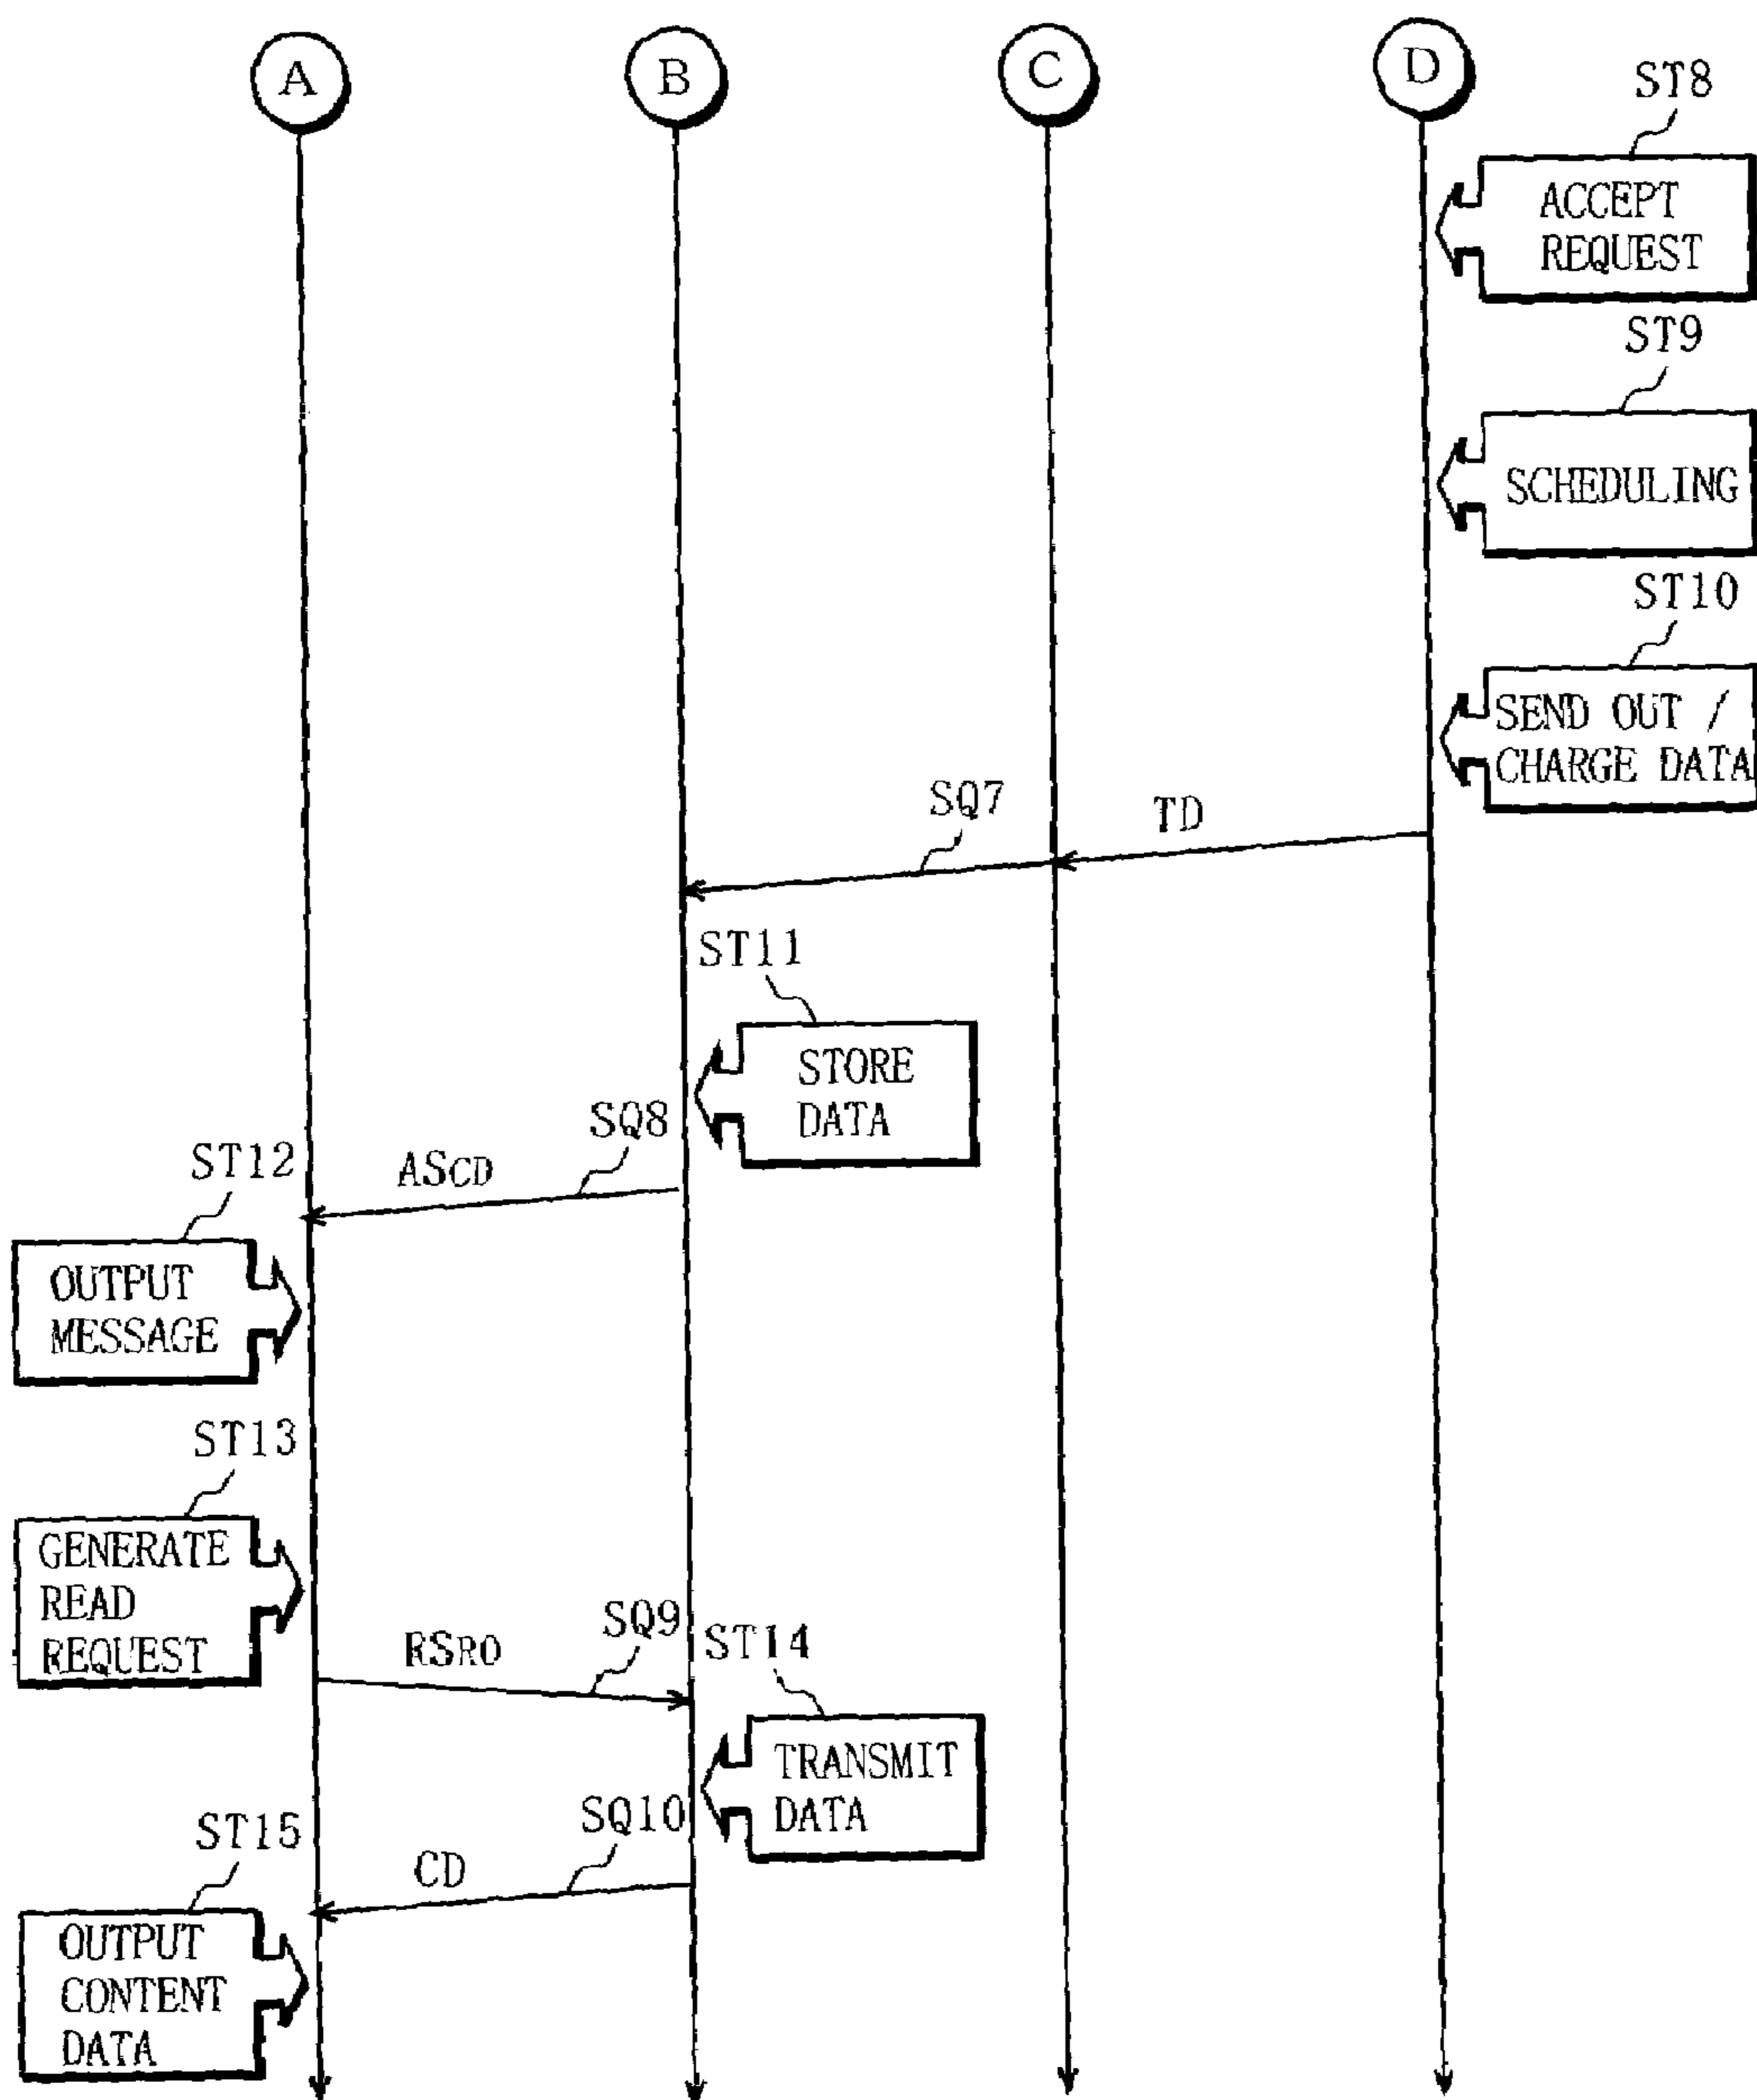 A
B
C
D
ST8
ACCEPT
REQUEST
ST9
SCHEDULING
ST10
SEND OUT /
CHARGE DATA
SQ7
TD
ST11
STORE
DATA
SQ8
ASCD
ST12
OUTPUT
MESSAGE
ST13
GENERATE
READ
REQUEST
RSRO
SQ9
ST14
TRANSMIT
DATA
SQ10
CD
ST15
OUTPUT
CONTENT
DATA